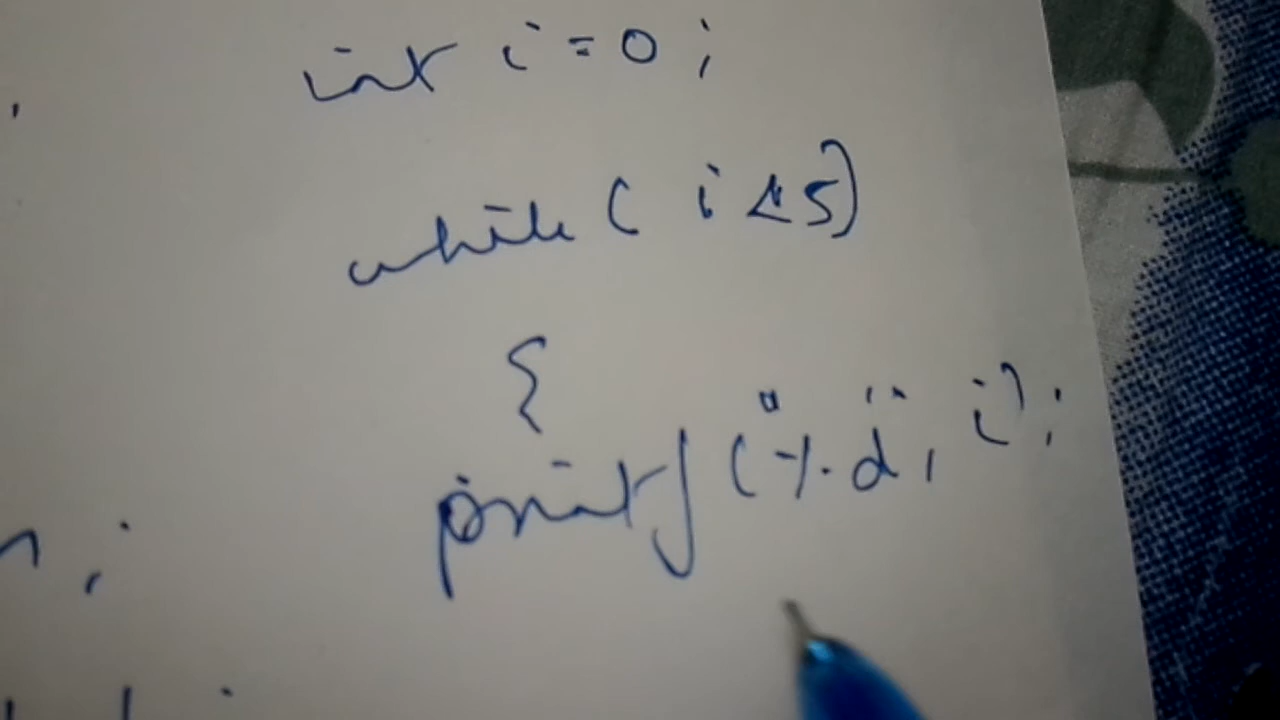 int i = 0 ;
while ( i < 5 )
{
printf ( "%d", i ) ;